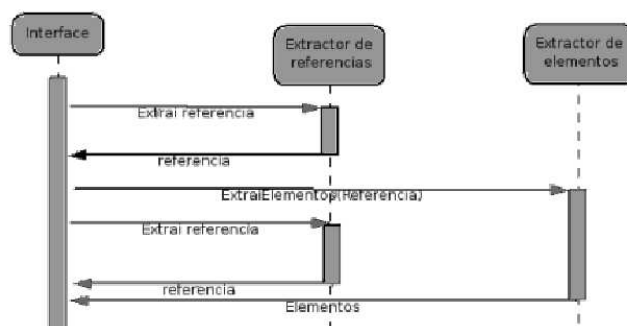 Interface
Extractor de
referencias
Extractor de
elementos
Extrai referencia
referencia
ExtraiElementos(Referencia)
Extrai referencia
referencia
Elementos